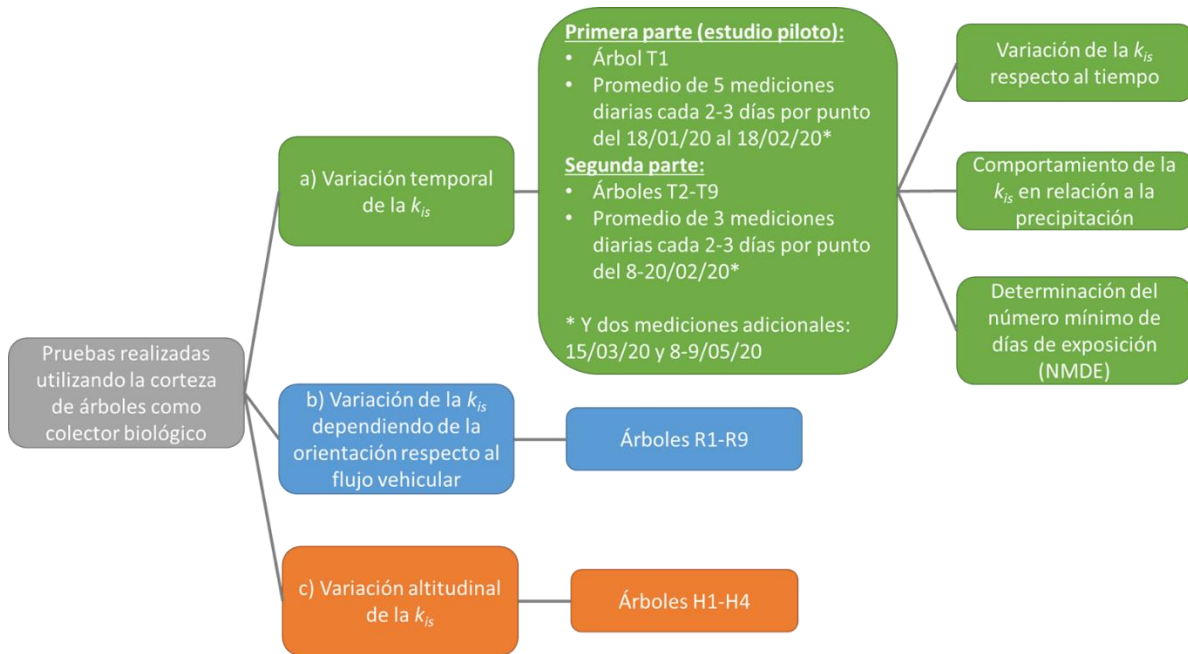 Pruebas realizadas
utilizando la corteza
de árboles como
colector biológico
a) Variación temporal
de la kis
Primera parte (estudio piloto):
• Árbol T1
• Promedio de 5 mediciones
diarias cada 2-3 días por punto
del 18/01/20 al 18/02/20*
Segunda parte:
• Árboles T2-T9
• Promedio de 3 mediciones
diarias cada 2-3 días por punto
del 8-20/02/20*
* Y dos mediciones adicionales:
15/03/20 y 8-9/05/20
Variación de la kis
respecto al tiempo
Comportamiento de la
kis en relación a la
precipitación
Determinación del
número mínimo de
días de exposición
(NMDE)
b) Variación de la kis
dependiendo de la
orientación respecto al
flujo vehicular
Árboles R1-R9
c) Variación altitudinal
de la kis
Árboles H1-H4